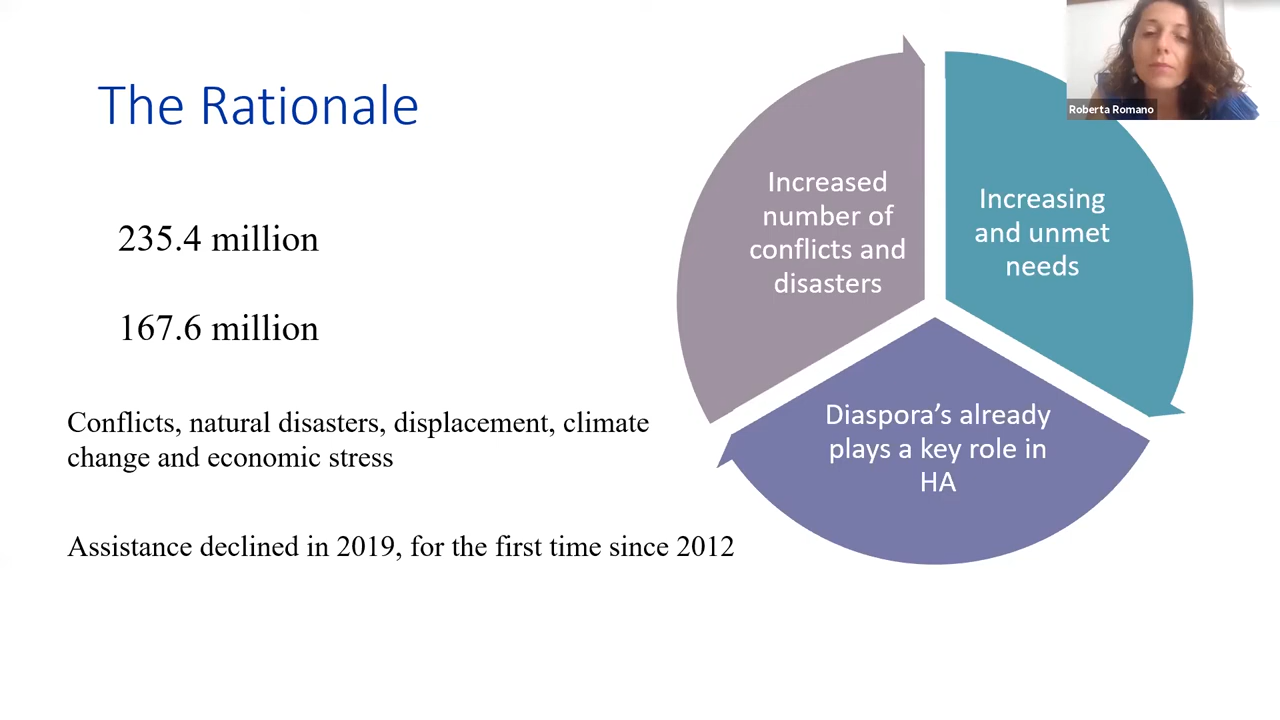 The Rationale
235.4 million
167.6 million
Conflicts, natural disasters, displacement, climate
change and economic stress
Assistance declined in 2019, for the first time since 2012
Increased
number of
conflicts and
disasters
Increasing
and unmet
needs
Diaspora’s already
plays a key role in
HA
Roberta Romano